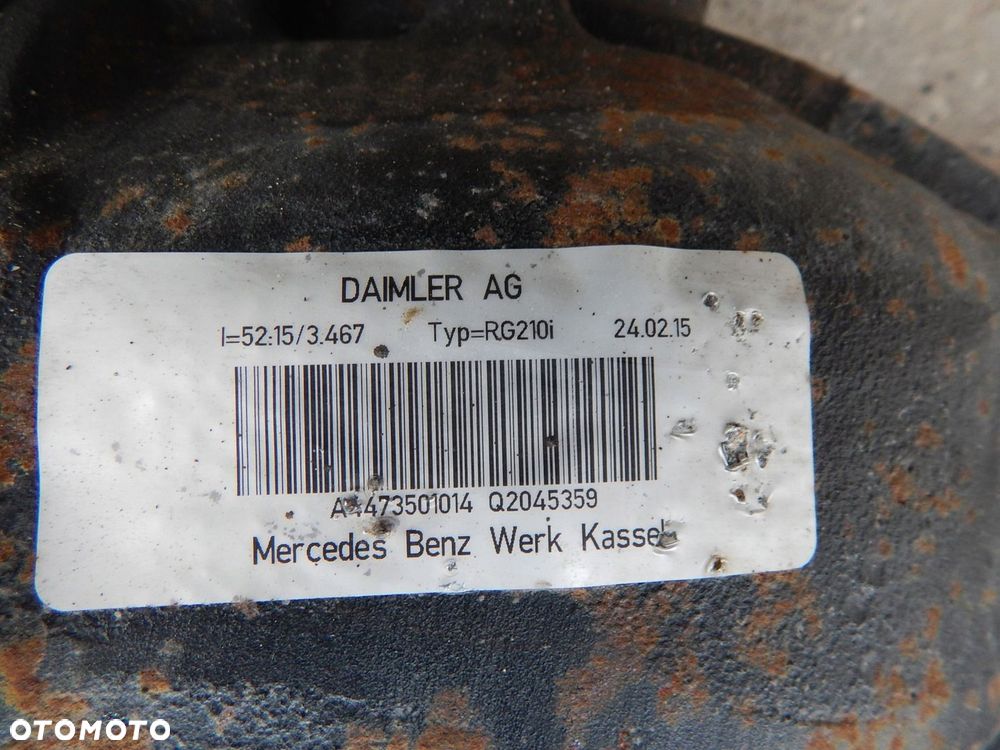 DAIMLER AG
I=52:15/3.467 Typ=RG210i 24.02.15
A4473501014 Q2045359
Mercedes Benz Werk Kassel
OTOMOTO